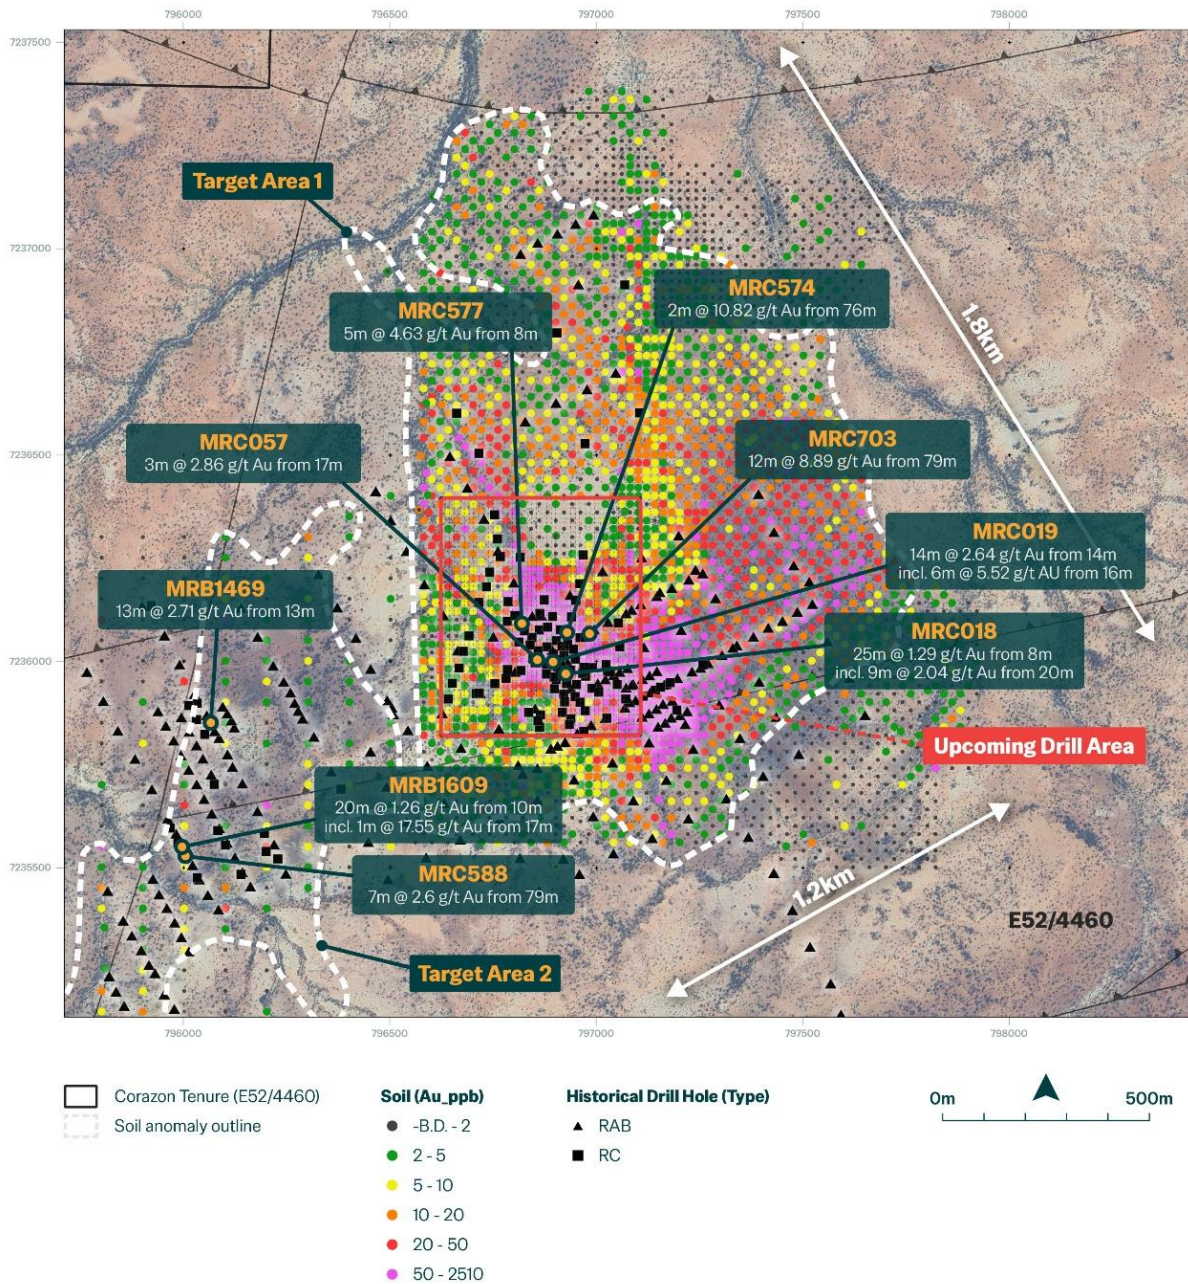 796000
796500
797000
797500
798000
7237500
7237000
7236500
7236000
7235500
Target Area 1
MRC577
5m @ 4.63 g/t Au from 8m
MRC574
2m @ 10.82 g/t Au from 76m
1.8km
MRC057
3m @ 2.86 g/t Au from 17m
MRC703
12m @ 8.89 g/t Au from 79m
MRC019
14m @ 2.64 g/t Au from 14m
incl. 6m @ 5.52 g/t AU from 16m
MRB1469
13m @ 2.71 g/t Au from 13m
MRC018
25m @ 1.29 g/t Au from 8m
incl. 9m @ 2.04 g/t Au from 20m
Upcoming Drill Area
MRB1609
20m @ 1.26 g/t Au from 10m
incl. 1m @ 17.55 g/t Au from 17m
MRC588
7m @ 2.6 g/t Au from 79m
1.2km
E52/4460
Target Area 2
796000
796500
797000
797500
798000
Corazon Tenure (E52/4460)
Soil anomaly outline
Soil (Au_ppb)
-B.D. - 2
2 - 5
5 - 10
10 - 20
20 - 50
50 - 2510
Historical Drill Hole (Type)
RAB
RC
0m
500m